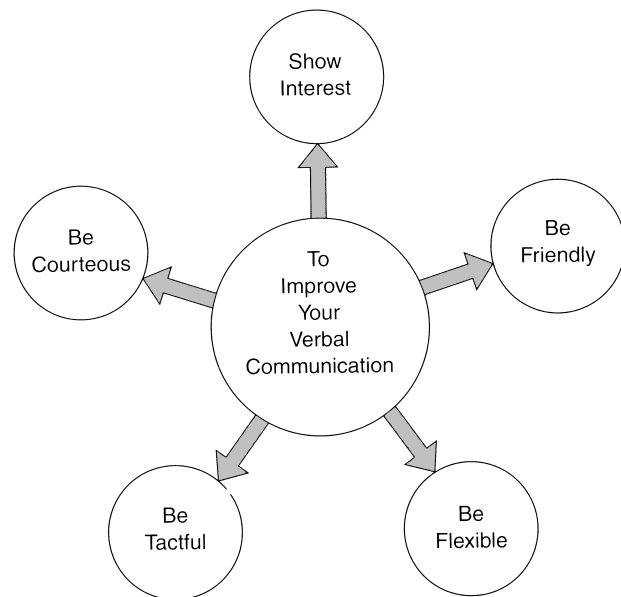 Show
Interest
Be
Courteous
Be
Friendly
To
Improve
Your
Verbal
Communication
Be
Tactful
Be
Flexible